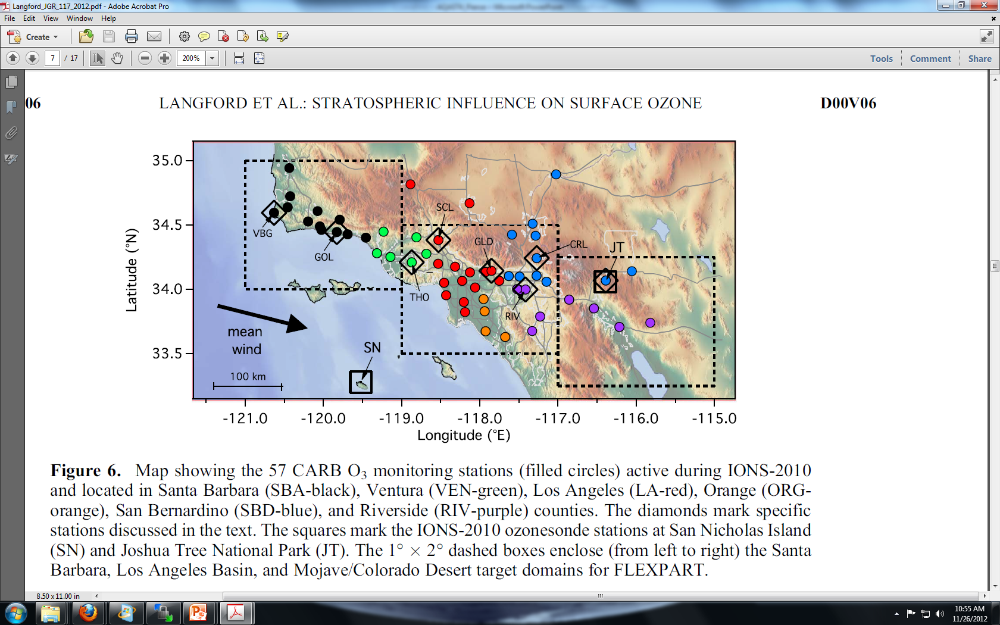 Langford_JGR_117_2012.pdf - Adobe Acrobat Pro
File Edit View Window Help
Create
7 / 17
200%
Tools Comment Share
06 LANGFORD ET AL.: STRATOSPHERIC INFLUENCE ON SURFACE OZONE D00V06
35.0
34.5
34.0
33.5
Latitude (°N)
VBG
GOL
SCL
GLD
CRL
JT
THO
RIV
mean
wind
SN
100 km
-121.0 -120.0 -119.0 -118.0 -117.0 -116.0 -115.0
Longitude (°E)
Figure 6. Map showing the 57 CARB O3 monitoring stations (filled circles) active during IONS-2010
and located in Santa Barbara (SBA-black), Ventura (VEN-green), Los Angeles (LA-red), Orange (ORG-
orange), San Bernardino (SBD-blue), and Riverside (RIV-purple) counties. The diamonds mark specific
stations discussed in the text. The squares mark the IONS-2010 ozonesonde stations at San Nicholas Island
(SN) and Joshua Tree National Park (JT). The 1° × 2° dashed boxes enclose (from left to right) the Santa
Barbara, Los Angeles Basin, and Mojave/Colorado Desert target domains for FLEXPART.
8.50 x 11.00 in
10:55 AM
11/26/2012